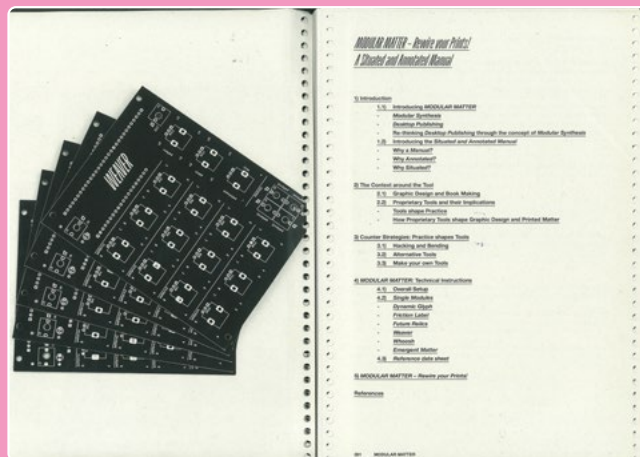 WEAVER
MODULAR MATTER – Rewire your Prints!
A Situated and Annotated Manual
1) Introduction
1.1) Introducing MODULAR MATTER
- Modular Synthesis
- Desktop Publishing
- Re-thinking Desktop Publishing through the concept of Modular Synthesis
1.2) Introducing the Situated and Annotated Manual
- Why a Manual?
- Why Annotated?
- Why Situated?
2) The Context around the Tool
2.1) Graphic Design and Book Making
2.2) Proprietary Tools and their Implications
- Tools shape Practice
- How Proprietary Tools shape Graphic Design and Printed Matter
3) Counter Strategies: Practice shapes Tools
3.1) Hacking and Bending
3.2) Alternative Tools
3.3) Make your own Tools
4) MODULAR MATTER: Technical Instructions
4.1) Overall Setup
4.2) Single Modules
- Dynamic Glyph
- Friction Label
- Future Relics
- Weaver
- Whoosh
- Emergent Matter
4.3) Reference data sheet
5) MODULAR MATTER – Rewire your Prints!
References
MODULAR MATTER